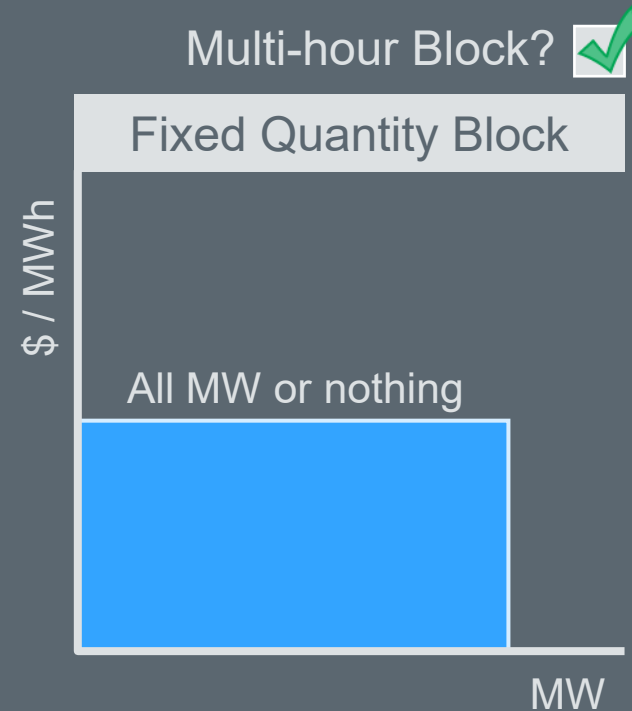 Multi-hour Block?
Fixed Quantity Block
$ / MWh
All MW or nothing
MW